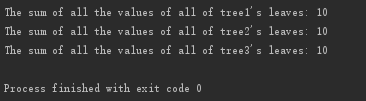 The sum of all the values of all of tree1's leaves: 10
The sum of all the values of all of tree2's leaves: 10
The sum of all the values of all of tree3's leaves: 10
Process finished with exit code 0